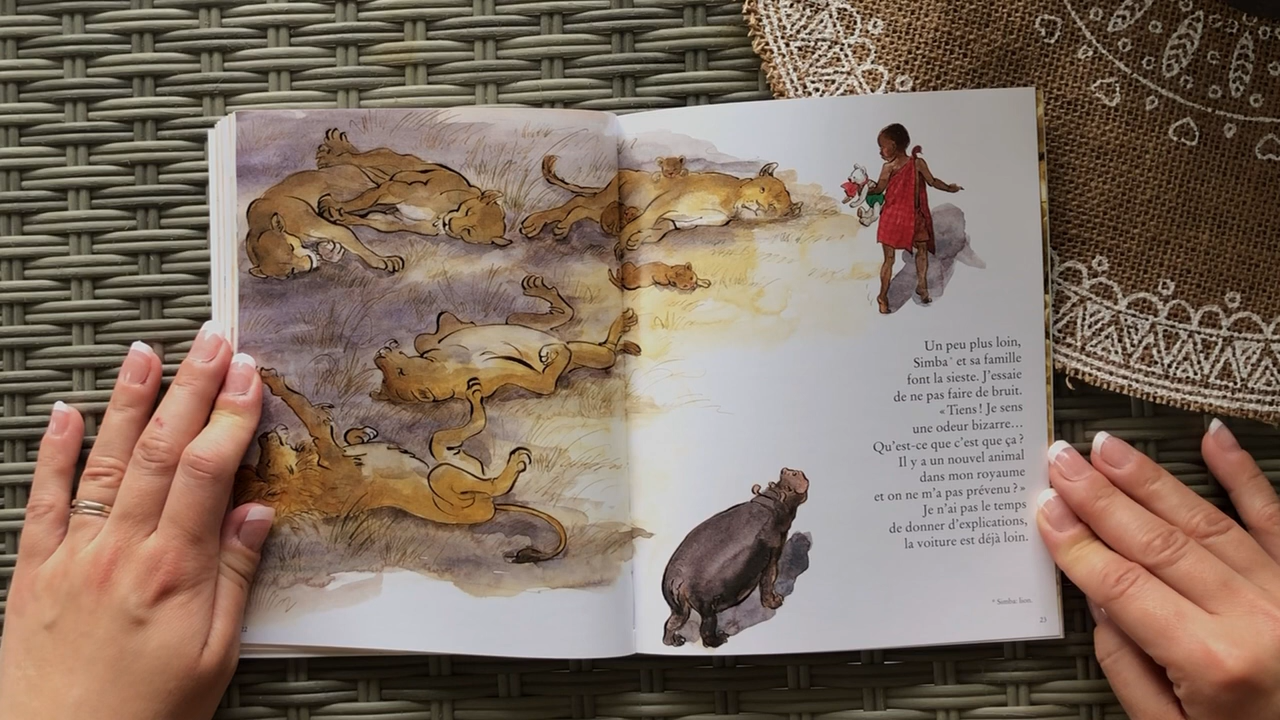 Un peu plus loin,
Simba* et sa famille
font la sieste. J'essaie
de ne pas faire de bruit.
« Tiens ! Je sens
une odeur bizarre…
Qu'est-ce que c'est que ça ?
Il y a un nouvel animal
dans mon royaume
et on ne m'a pas prévenu ? »
Je n'ai pas le temps
de donner d'explications,
la voiture est déjà loin.
* Simba: lion.
22
23